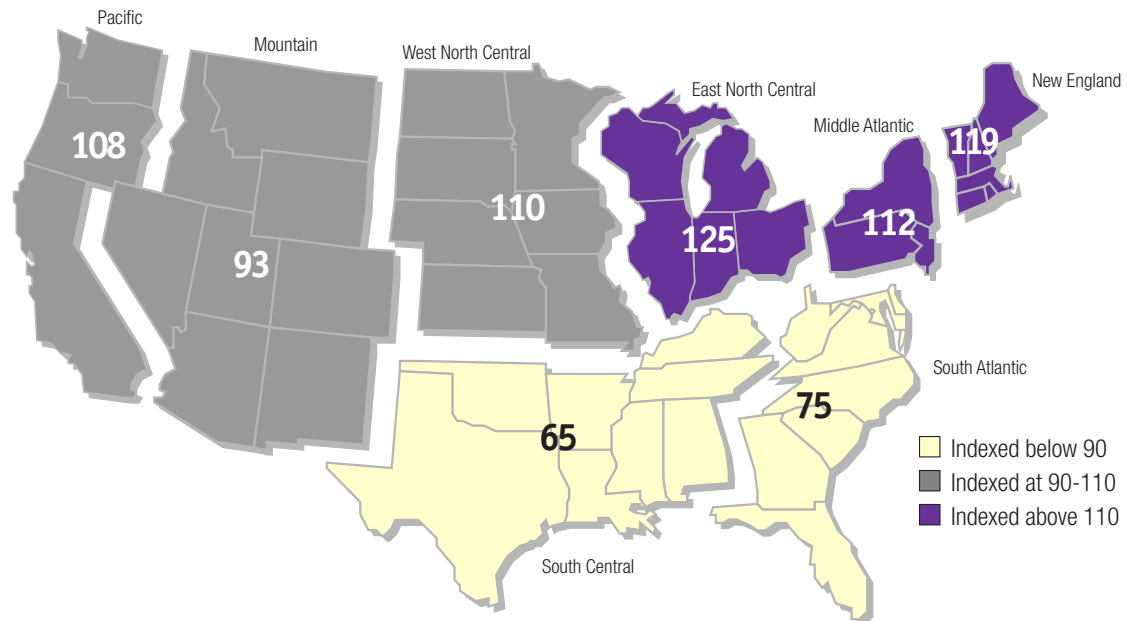 Pacific
Mountain
West North Central
East North Central
New England
Middle Atlantic
108
119
110
112
125
93
South Atlantic
75
65
Indexed below 90
Indexed at 90-110
Indexed above 110
South Central